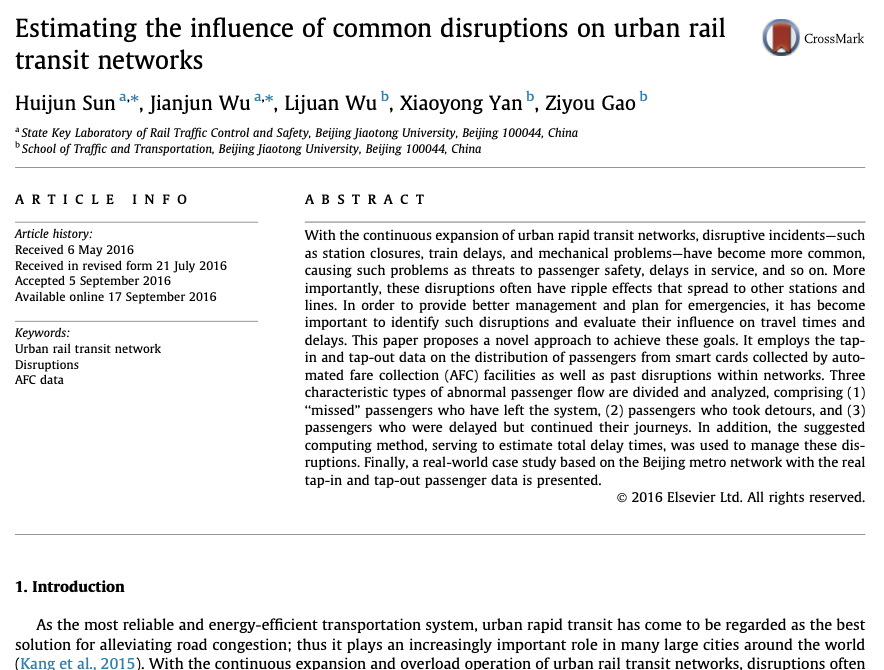 Estimating the influence of common disruptions on urban rail
transit networks
CrossMark
Huijun Sun a,*, Jianjun Wu a,*, Lijuan Wu b, Xiaoyong Yan b, Ziyou Gao b
a State Key Laboratory of Rail Traffic Control and Safety, Beijing Jiaotong University, Beijing 100044, China
b School of Traffic and Transportation, Beijing Jiaotong University, Beijing 100044, China
ARTICLE INFO
Article history:
Received 6 May 2016
Received in revised form 21 July 2016
Accepted 5 September 2016
Available online 17 September 2016
Keywords:
Urban rail transit network
Disruptions
AFC data
ABSTRACT
With the continuous expansion of urban rapid transit networks, disruptive incidents—such
as station closures, train delays, and mechanical problems—have become more common,
causing such problems as threats to passenger safety, delays in service, and so on. More
importantly, these disruptions often have ripple effects that spread to other stations and
lines. In order to provide better management and plan for emergencies, it has become
important to identify such disruptions and evaluate their influence on travel times and
delays. This paper proposes a novel approach to achieve these goals. It employs the tap-
in and tap-out data on the distribution of passengers from smart cards collected by auto-
mated fare collection (AFC) facilities as well as past disruptions within networks. Three
characteristic types of abnormal passenger flow are divided and analyzed, comprising (1)
‘‘missed” passengers who have left the system, (2) passengers who took detours, and (3)
passengers who were delayed but continued their journeys. In addition, the suggested
computing method, serving to estimate total delay times, was used to manage these dis-
ruptions. Finally, a real-world case study based on the Beijing metro network with the real
tap-in and tap-out passenger data is presented.
© 2016 Elsevier Ltd. All rights reserved.
1. Introduction
As the most reliable and energy-efficient transportation system, urban rapid transit has come to be regarded as the best
solution for alleviating road congestion; thus it plays an increasingly important role in many large cities around the world
(Kang et al., 2015). With the continuous expansion and overload operation of urban rail transit networks, disruptions often